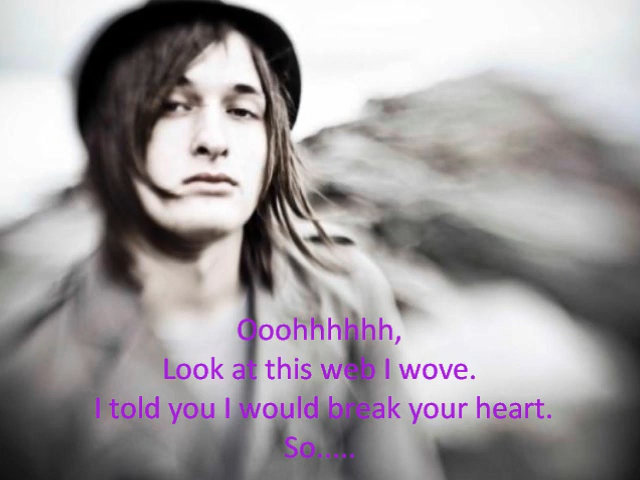 Ooohhhhhh,
Look at this web I wove.
I told you I would break your heart.
So.....